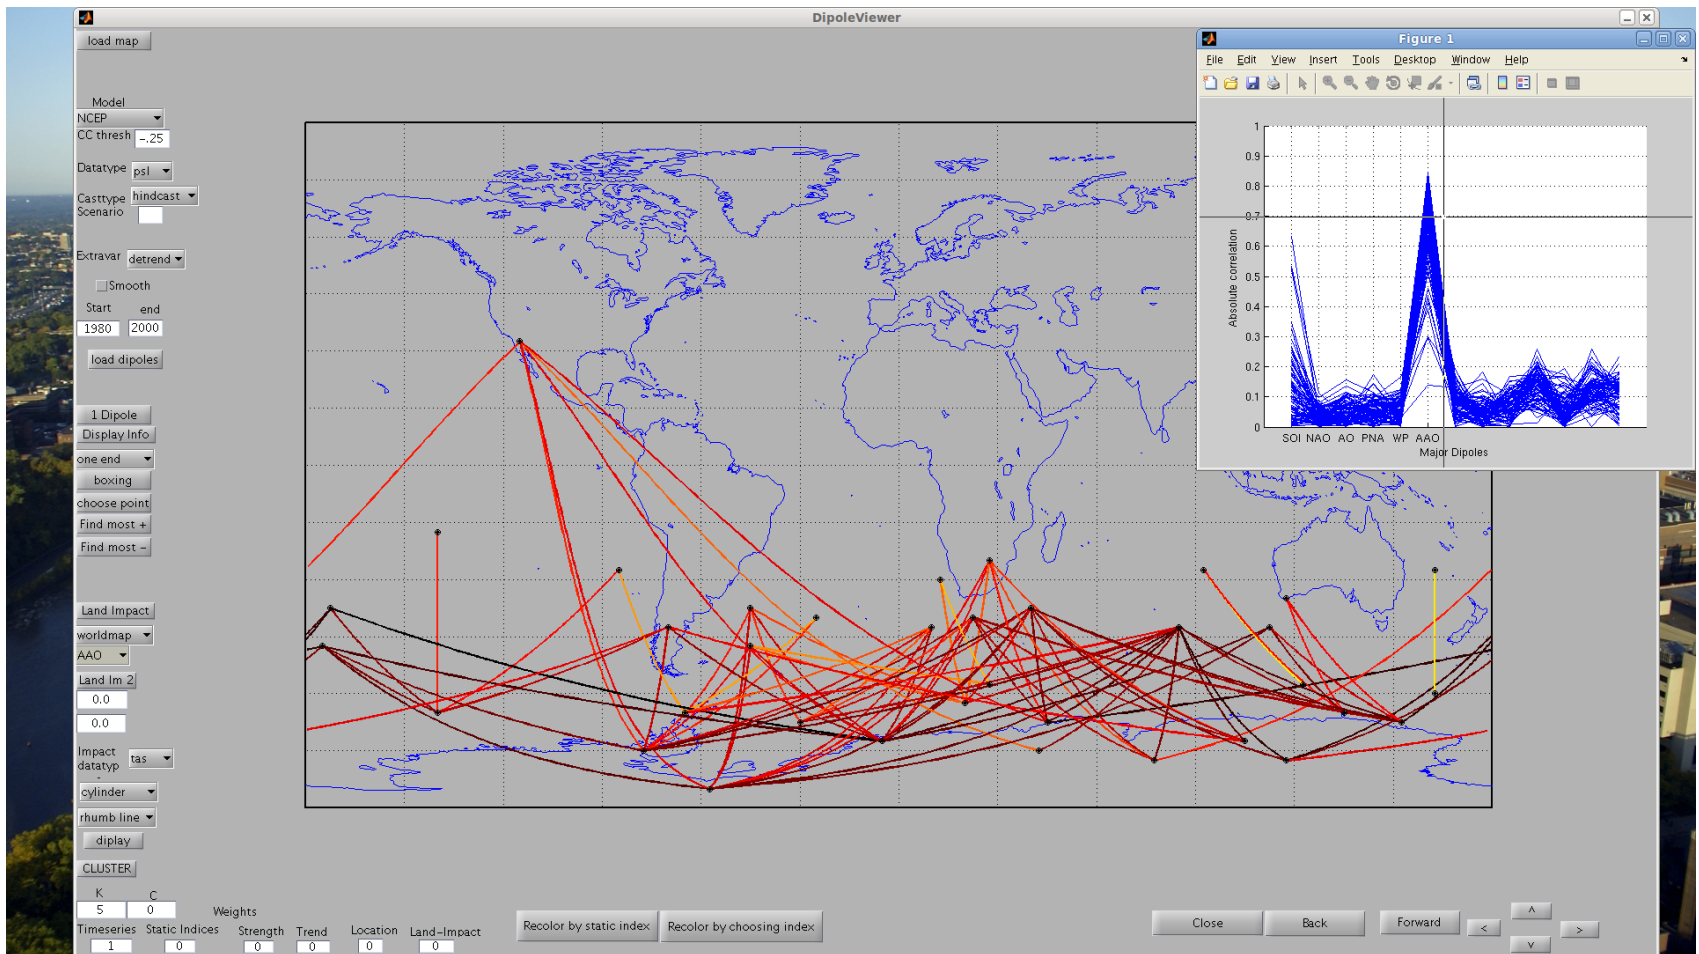 DipoleViewer
load map
Model
NCEP
CC thresh -.25
Datatype psl
Casttype hindcast
Scenario
Extravar detrend
Smooth
Start end
1980 2000
load dipoles
1 Dipole
Display Info
one end
boxing
choose point
Find most +
Find most -
Land Impact
worldmap
AAO
Land Im 2
0.0
0.0
Impact
datatyp tas
cylinder
rhumb line
diplay
CLUSTER
K C
5 0
Weights
Timeseries Static Indices Strength Trend Location Land-Impact
1 0 0 0 0 0
Recolor by static index Recolor by choosing index
Close Back Forward < ^ v >
Figure 1
File Edit View Insert Tools Desktop Window Help
1
0.9
0.8
0.7
0.6
0.5
0.4
0.3
0.2
0.1
0
Absolute correlation
SOI NAO AO PNA WP AAO
Major Dipoles